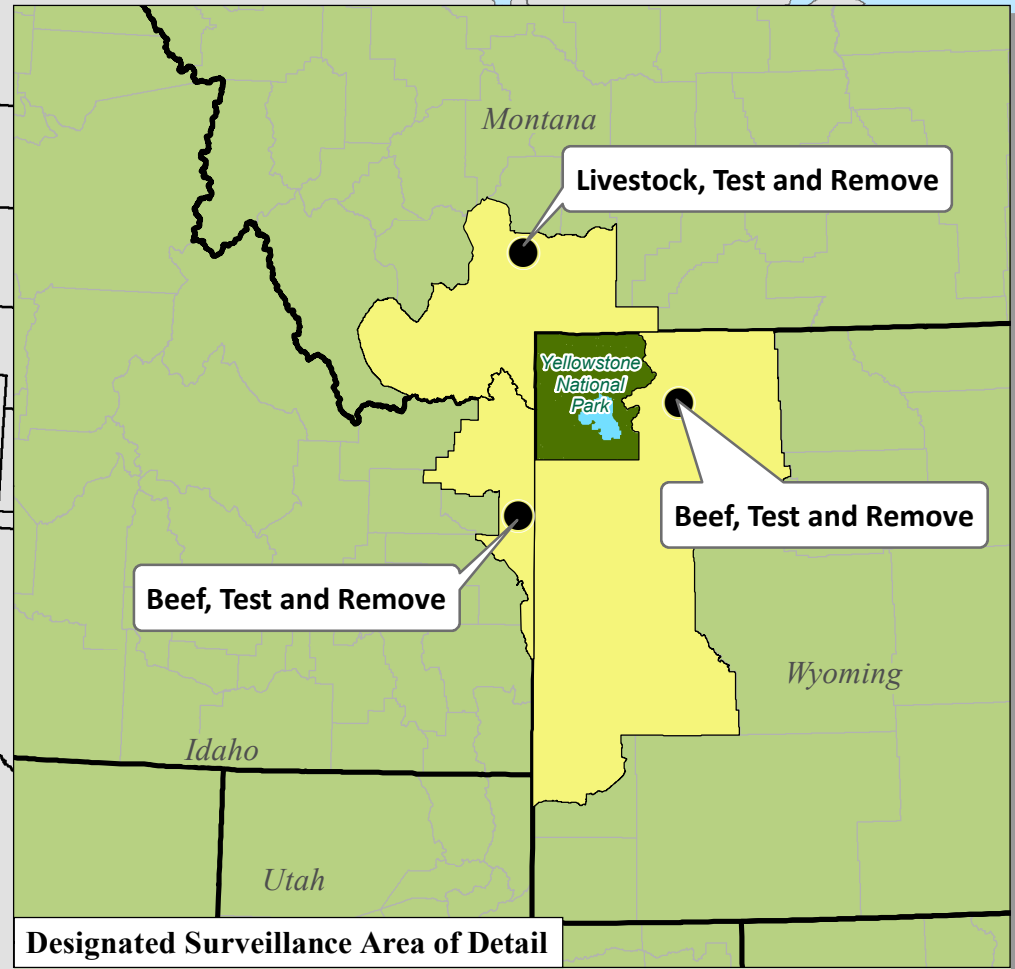 Montana
Livestock, Test and Remove
Yellowstone
National
Park
Beef, Test and Remove
Beef, Test and Remove
Wyoming
Idaho
Utah
Designated Surveillance Area of Detail